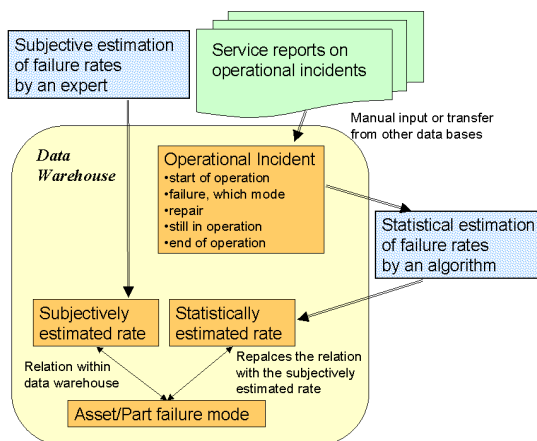 Subjective estimation
of failure rates
by an expert
Service reports on
operational incidents
Manual input or transfer
from other data bases
Data
Warehouse
Operational Incident
•start of operation
•failure, which mode
•repair
•still in operation
•end of operation
Statistical estimation
of failure rates
by an algorithm
Subjectively
estimated rate
Statistically
estimated rate
Relation within
data warehouse
Repalces the relation
with the subjectively
estimated rate
Asset/Part failure mode